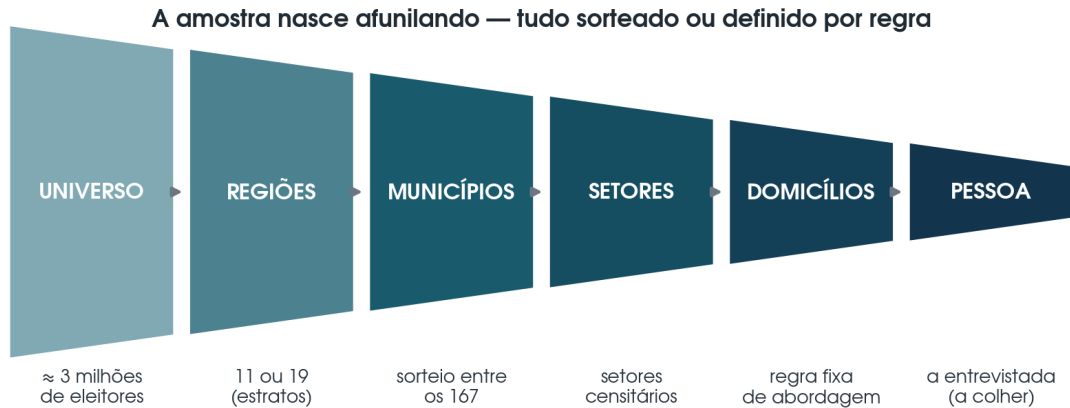 A amostra nasce afunilando — tudo sorteado ou definido por regra
UNIVERSO
REGIÕES
MUNICÍPIOS
SETORES
DOMICÍLIOS
PESSOA
≈ 3 milhões
de eleitores
11 ou 19
(estratos)
sorteio entre
os 167
setores
censitários
regra fixa
de abordagem
a entrevistada
(a colher)